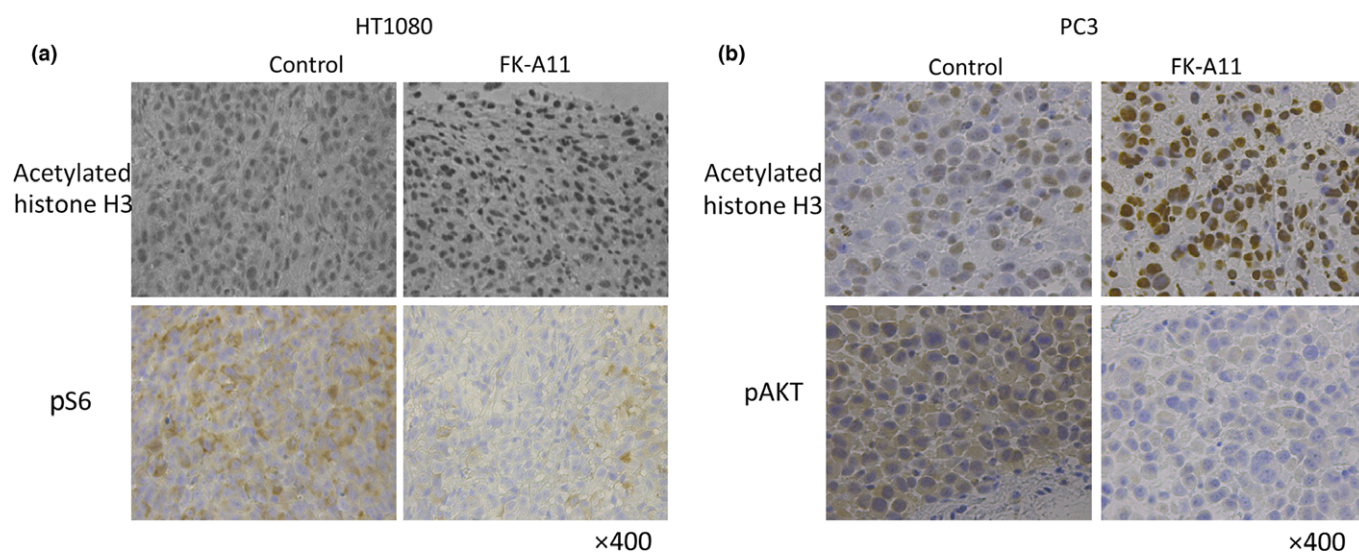 HT1080
(a)
Control
FK-A11
Acetylated
histone H3
pS6
×400
PC3
(b)
Control
FK-A11
Acetylated
histone H3
pAKT
×400